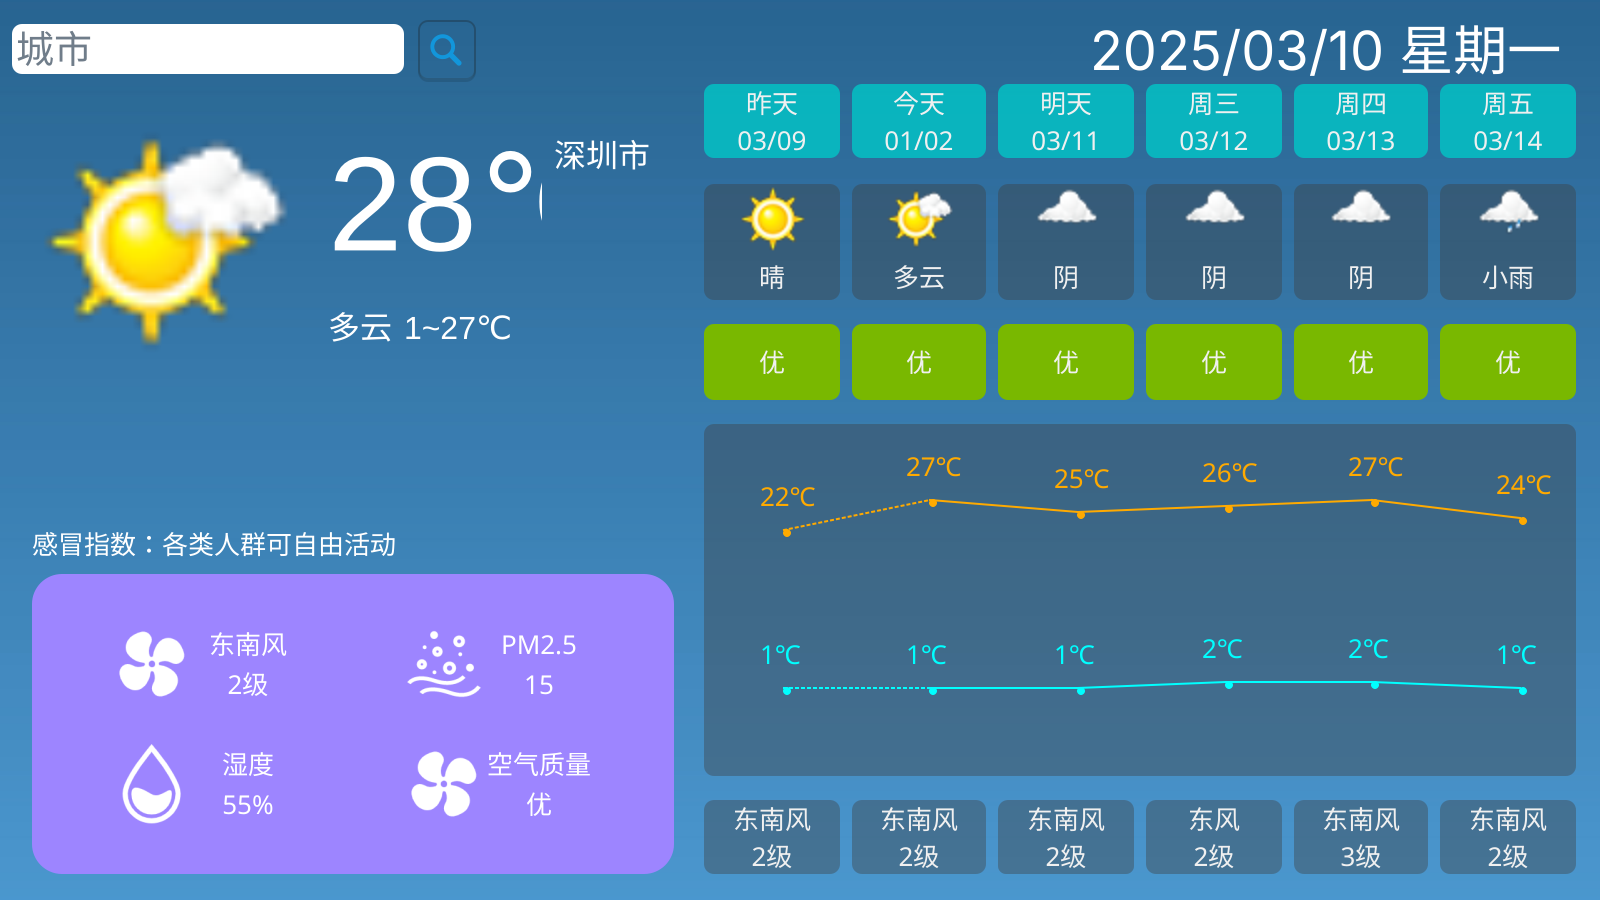 城市
2025/03/10 星期一
28°
深圳市
多云 1~27℃
感冒指数：各类人群可自由活动
东南风
2级
PM2.5
15
湿度
55%
空气质量
优
昨天
03/09
今天
01/02
明天
03/11
周三
03/12
周四
03/13
周五
03/14
晴
多云
阴
阴
阴
小雨
优
优
优
优
优
优
22℃
27℃
25℃
26℃
27℃
24℃
1℃
1℃
1℃
2℃
2℃
1℃
东南风
2级
东南风
2级
东南风
2级
东风
2级
东南风
3级
东南风
2级